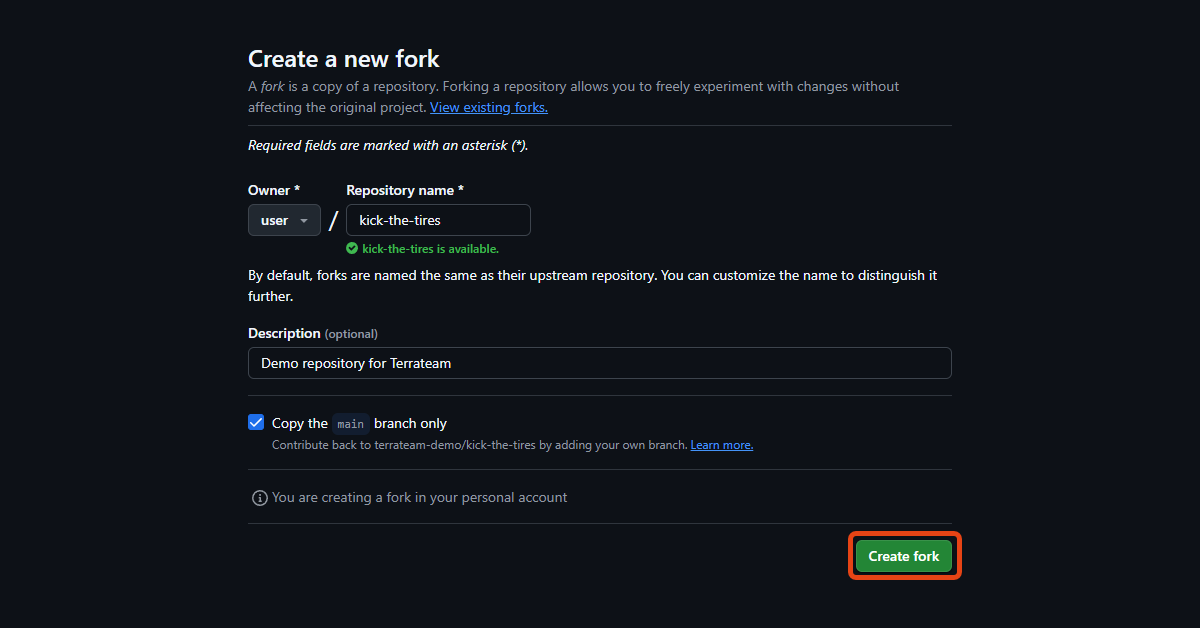 Create a new fork
A fork is a copy of a repository. Forking a repository allows you to freely experiment with changes without
affecting the original project. View existing forks.
Required fields are marked with an asterisk (*).
Owner * Repository name *
user / kick-the-tires
kick-the-tires is available.
By default, forks are named the same as their upstream repository. You can customize the name to distinguish it
further.
Description (optional)
Demo repository for Terrateam
Copy the main branch only
Contribute back to terrateam-demo/kick-the-tires by adding your own branch. Learn more.
You are creating a fork in your personal account
Create fork